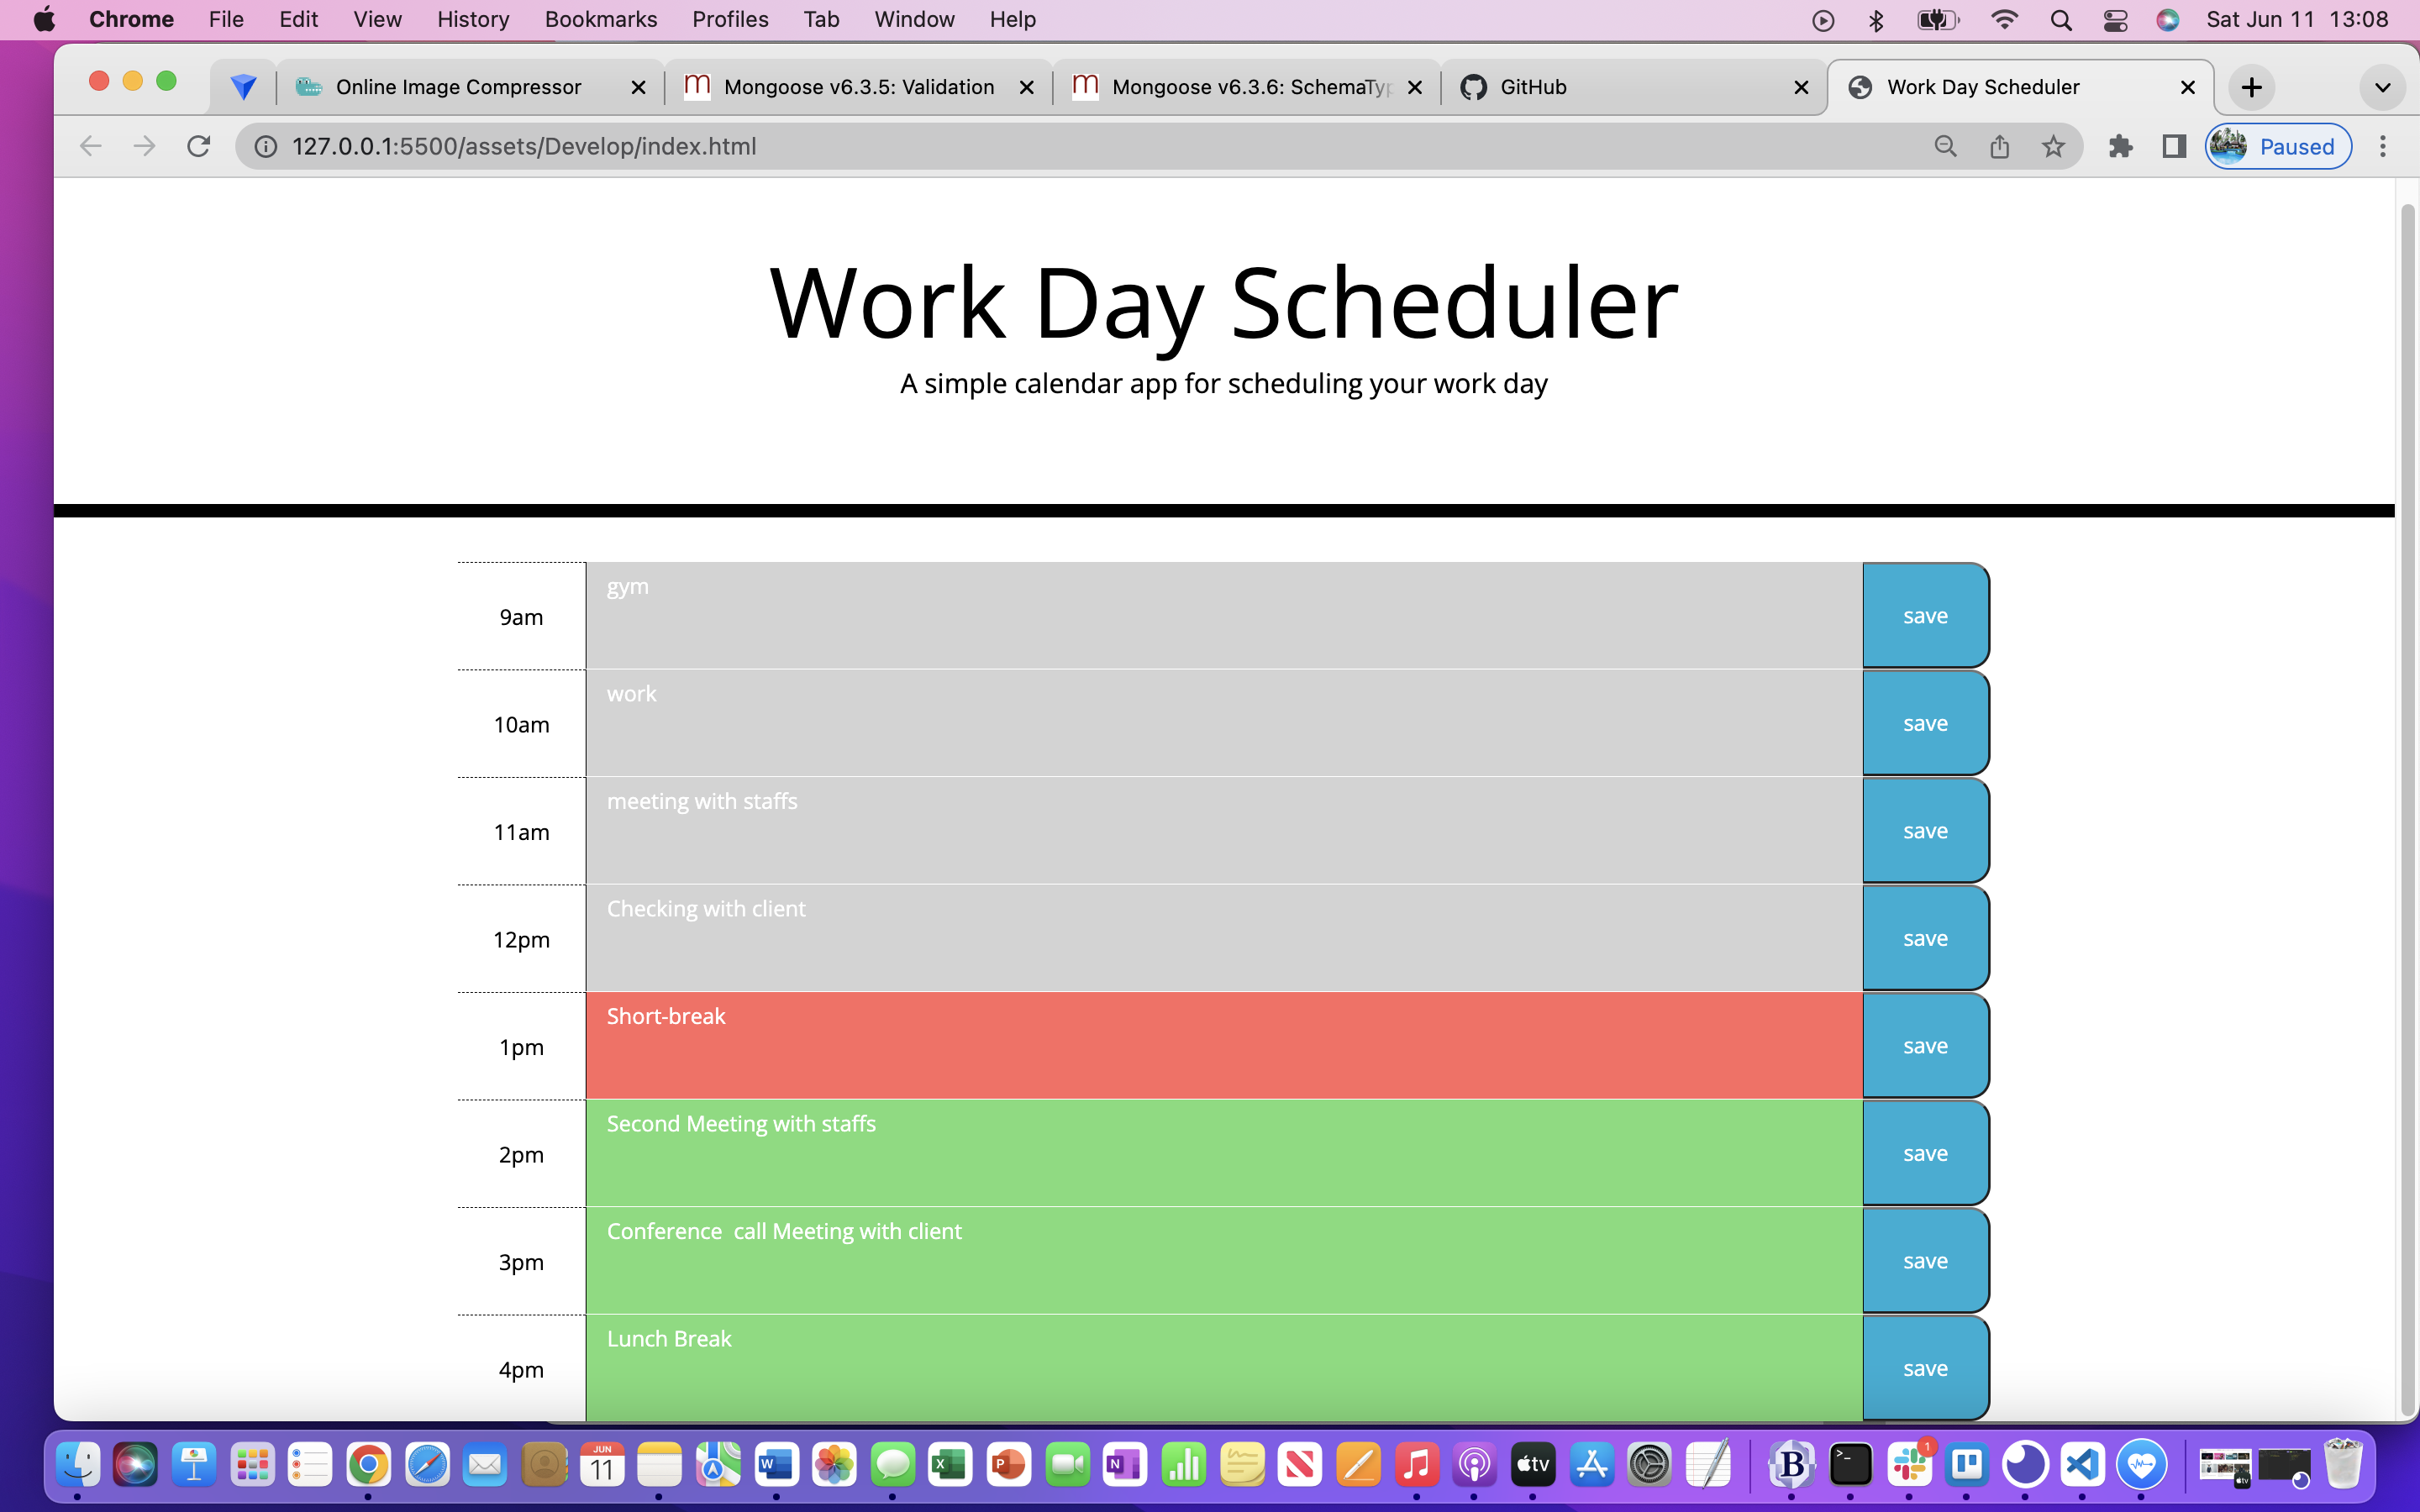 Chrome File Edit View History Bookmarks Profiles Tab Window Help Sat Jun 11 13:08
Online Image Compressor Mongoose v6.3.5: Validation Mongoose v6.3.6: SchemaTyp GitHub Work Day Scheduler
127.0.0.1:5500/assets/Develop/index.html Paused
Work Day Scheduler
A simple calendar app for scheduling your work day
9am gym save
10am work save
11am meeting with staffs save
12pm Checking with client save
1pm Short-break save
2pm Second Meeting with staffs save
3pm Conference  call Meeting with client save
4pm Lunch Break save
JUN
11
W X P N tv B 1